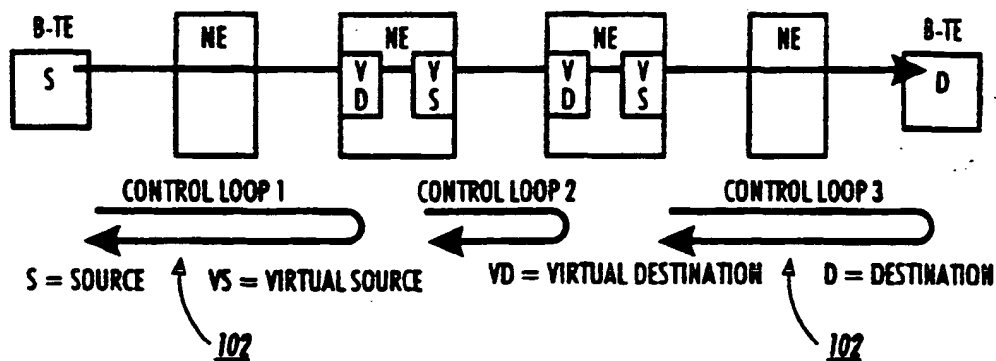 B-TE NE NE NE NE B-TE
S V D V S V D V S D
CONTROL LOOP 1 CONTROL LOOP 2 CONTROL LOOP 3
S = SOURCE VS = VIRTUAL SOURCE VD = VIRTUAL DESTINATION D = DESTINATION
102 102